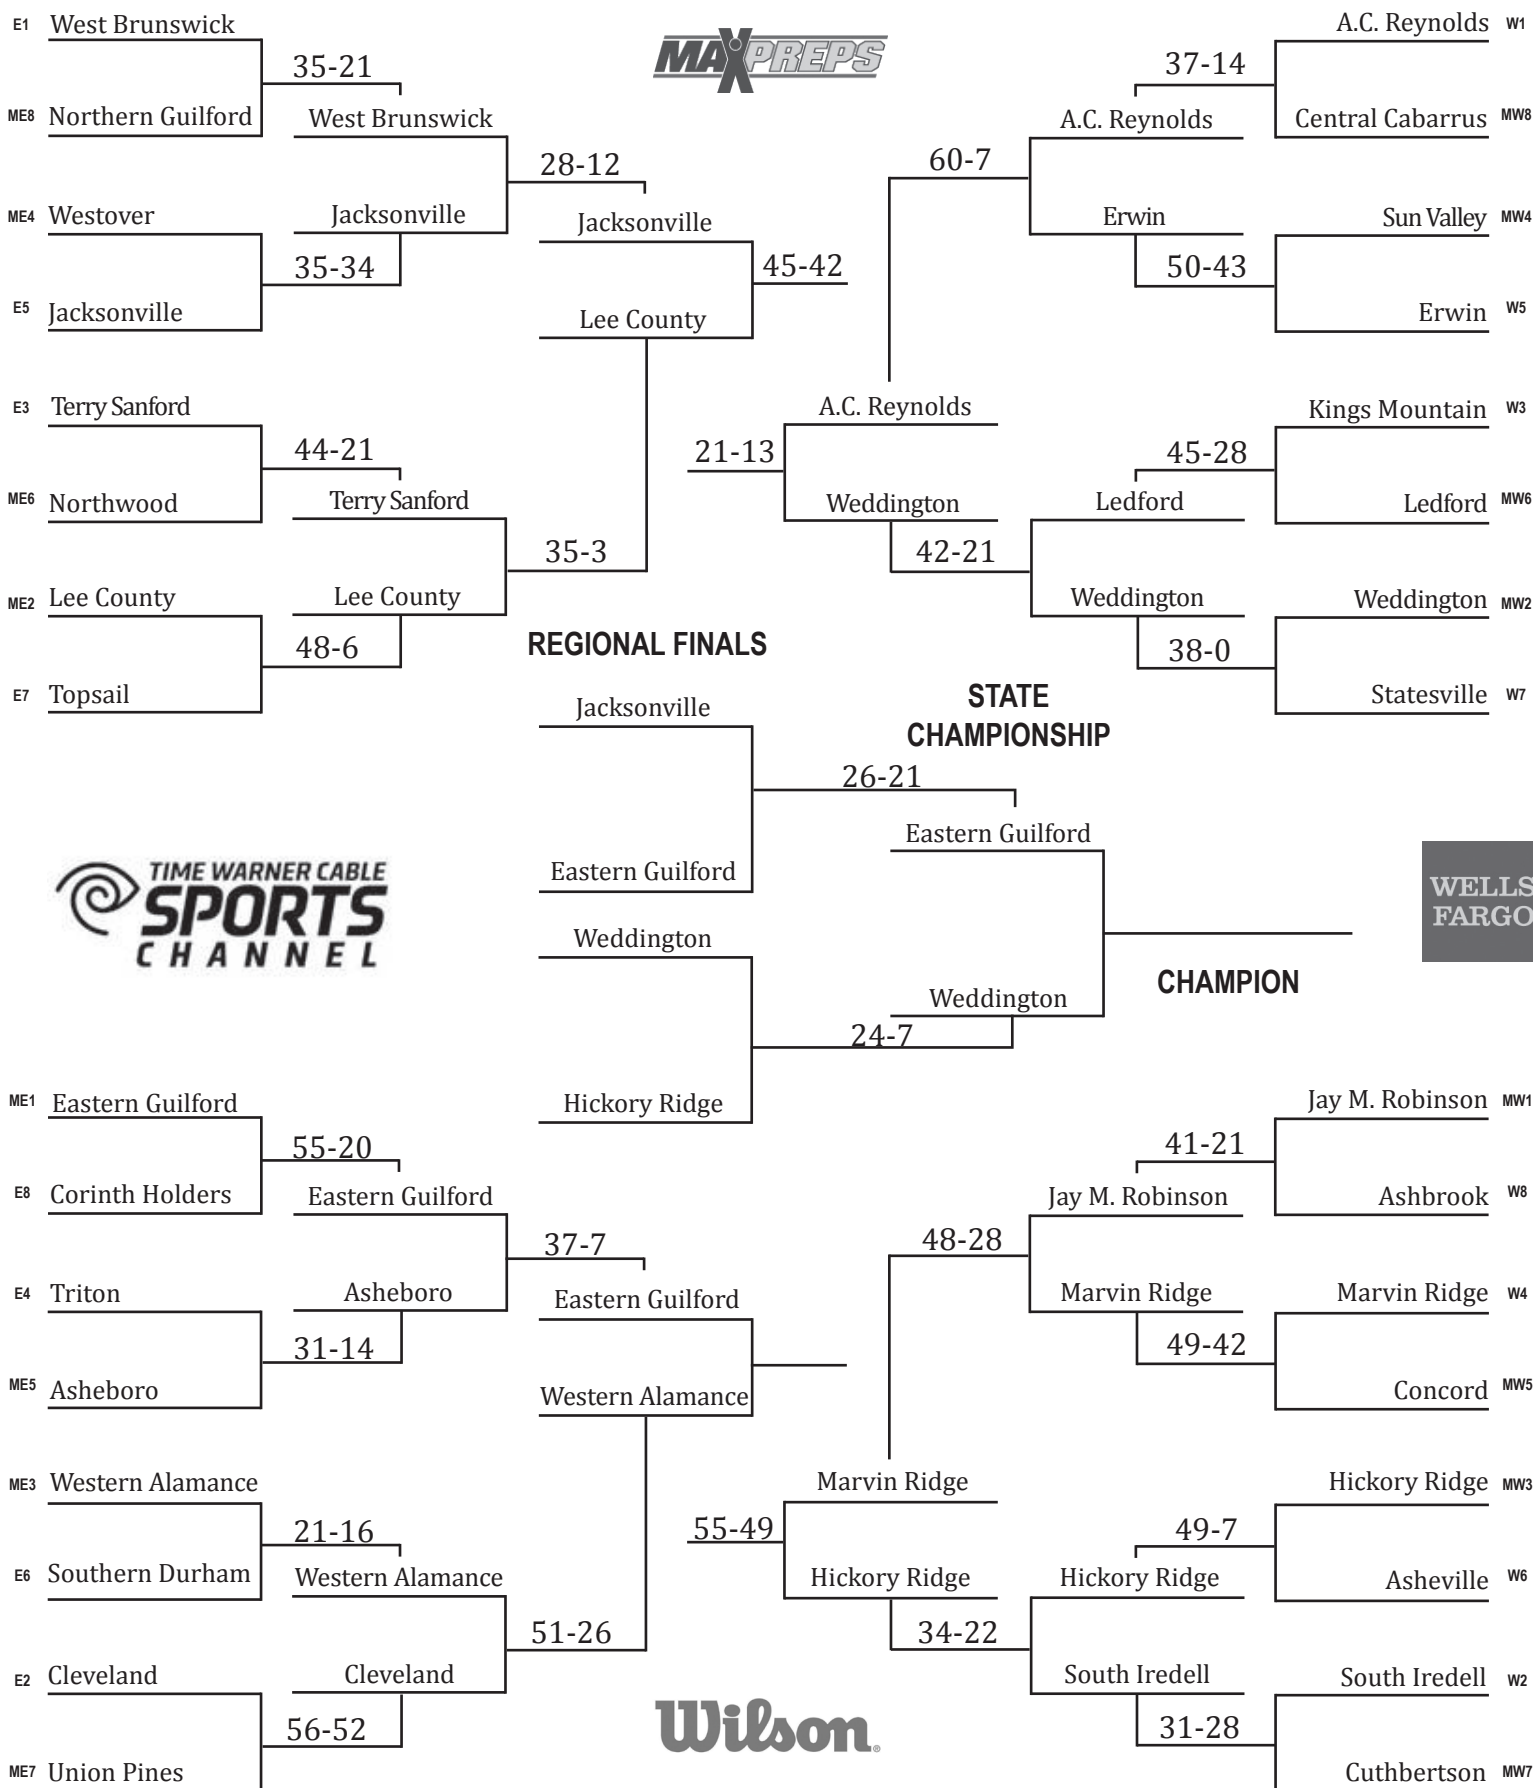 E1 West Brunswick
35-21
ME8 Northern Guilford
West Brunswick
28-12
ME4 Westover
Jacksonville
35-34
E5 Jacksonville
Jacksonville
45-42
Lee County
E3 Terry Sanford
44-21
ME6 Northwood
Terry Sanford
35-3
ME2 Lee County
Lee County
48-6
E7 Topsail
MAXPREPS
A.C. Reynolds W1
37-14
Central Cabarrus MW8
A.C. Reynolds
60-7
Sun Valley MW4
Erwin
50-43
Erwin W5
A.C. Reynolds
21-13
Weddington
42-21
Kings Mountain W3
45-28
Ledford MW6
Ledford
Weddington
Weddington MW2
38-0
Statesville W7
REGIONAL FINALS
STATE
CHAMPIONSHIP
Jacksonville
26-21
Eastern Guilford
Eastern Guilford
Weddington
Weddington
24-7
Hickory Ridge
CHAMPION
TIME WARNER CABLE
SPORTS
CHANNEL
WELLS
FARGO
ME1 Eastern Guilford
55-20
E8 Corinth Holders
Eastern Guilford
37-7
E4 Triton
Asheboro
31-14
ME5 Asheboro
Eastern Guilford
Western Alamance
ME3 Western Alamance
21-16
E6 Southern Durham
Western Alamance
51-26
E2 Cleveland
Cleveland
56-52
ME7 Union Pines
Jay M. Robinson MW1
41-21
Ashbrook W8
Jay M. Robinson
48-28
Marvin Ridge W4
Marvin Ridge
49-42
Concord MW5
Marvin Ridge
55-49
Hickory Ridge
34-22
Hickory Ridge MW3
49-7
Asheville W6
Hickory Ridge
South Iredell
South Iredell W2
31-28
Cuthbertson MW7
Wilson®